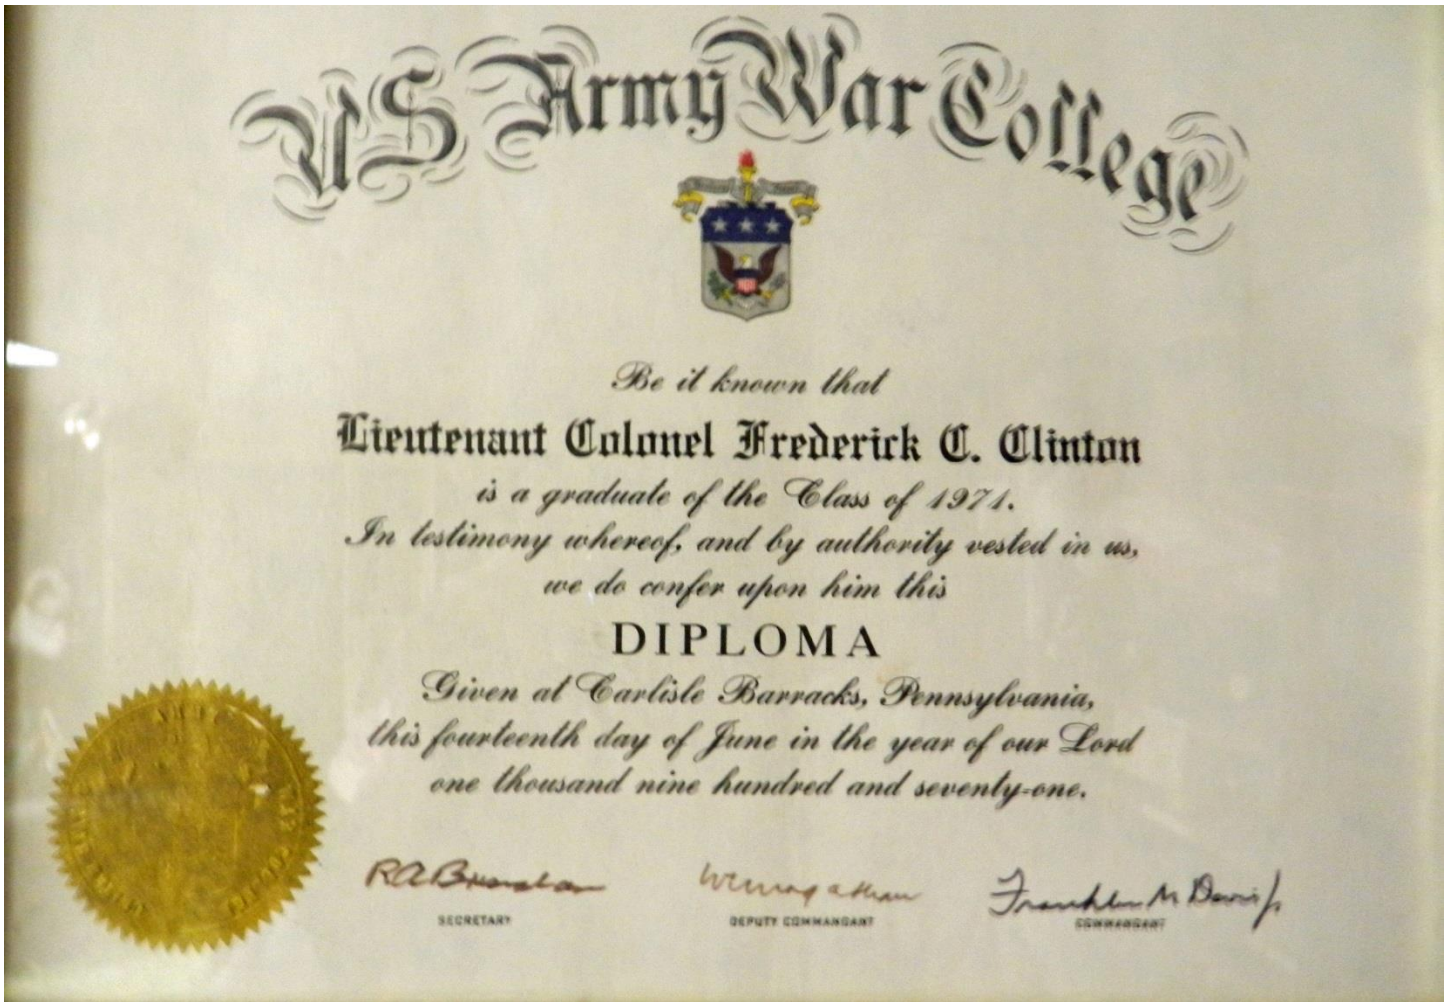 US Army War College
Be it known that
Lieutenant Colonel Frederick C. Clinton
is a graduate of the Class of 1971.
In testimony whereof, and by authority vested in us,
we do confer upon him this
DIPLOMA
Given at Carlisle Barracks, Pennsylvania,
this fourteenth day of June in the year of our Lord
one thousand nine hundred and seventy-one.
Franklin M Davis Jr
SECRETARY
DEPUTY COMMANDANT
COMMANDANT